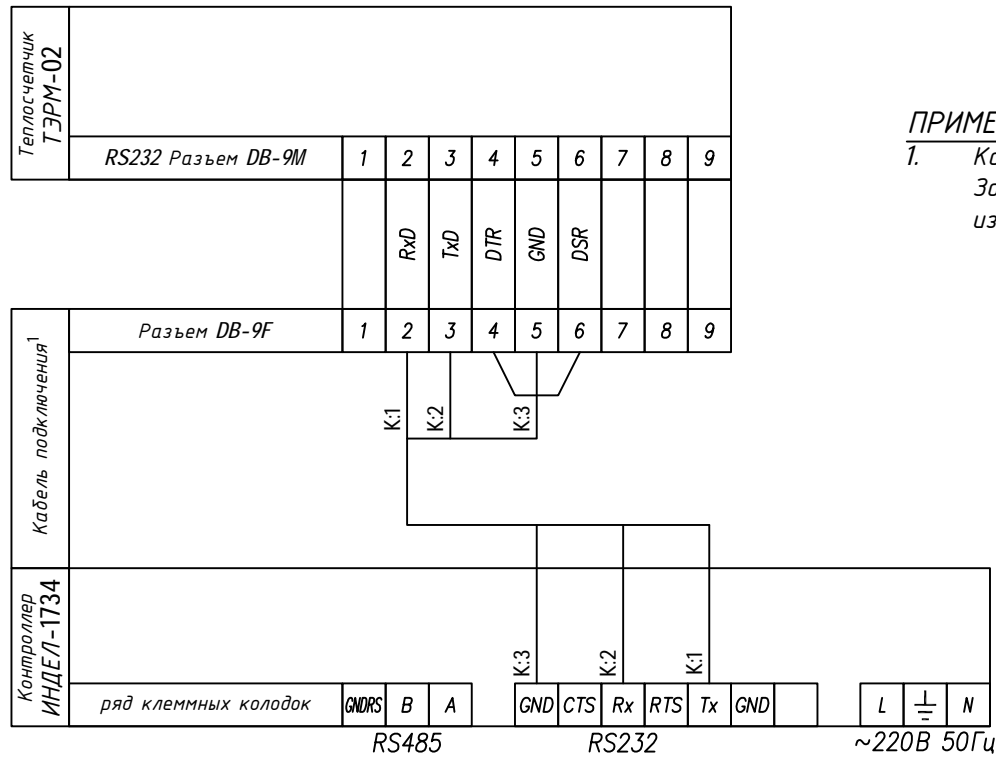 Теплосчетчик
ТЭРМ-02
RS232 Разъем DB-9M 1 2 3 4 5 6 7 8 9
RxD TxD DTR GND DSR
Разъем DB-9F 1 2 3 4 5 6 7 8 9
Кабель подключения1
К:1 К:2 К:3
Контроллер
ИНДЕЛ-1734
К:3 К:2 К:1
ряд клеммных колодок GNDRS B A GND CTS Rx RTS Tx GND L N
RS485 RS232 ~220В 50Гц
ПРИМЕ
1.
из